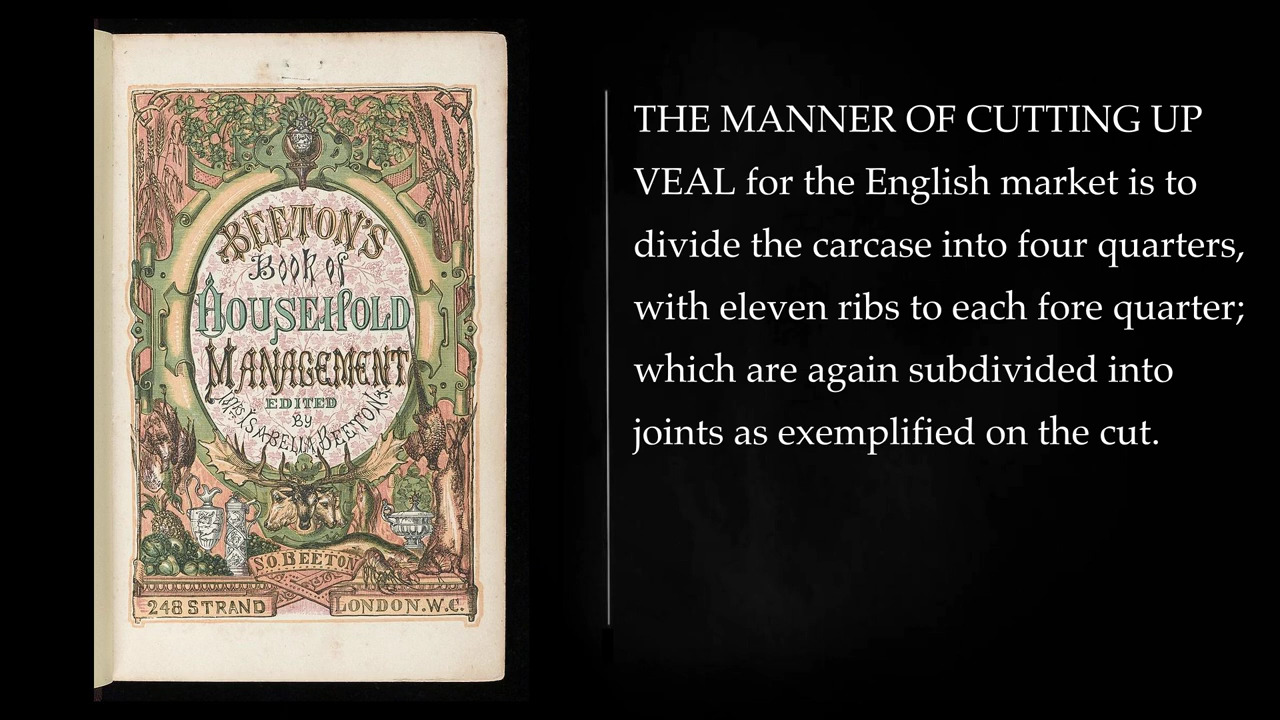 BEETON'S
Book of
HOUSEHOLD
MANAGEMENT
EDITED
By
MRS ISABELLA BEETON
S.O. BEETON
248 STRAND
LONDON. W.C.
THE MANNER OF CUTTING UP
VEAL for the English market is to
divide the carcase into four quarters,
with eleven ribs to each fore quarter;
which are again subdivided into
joints as exemplified on the cut.